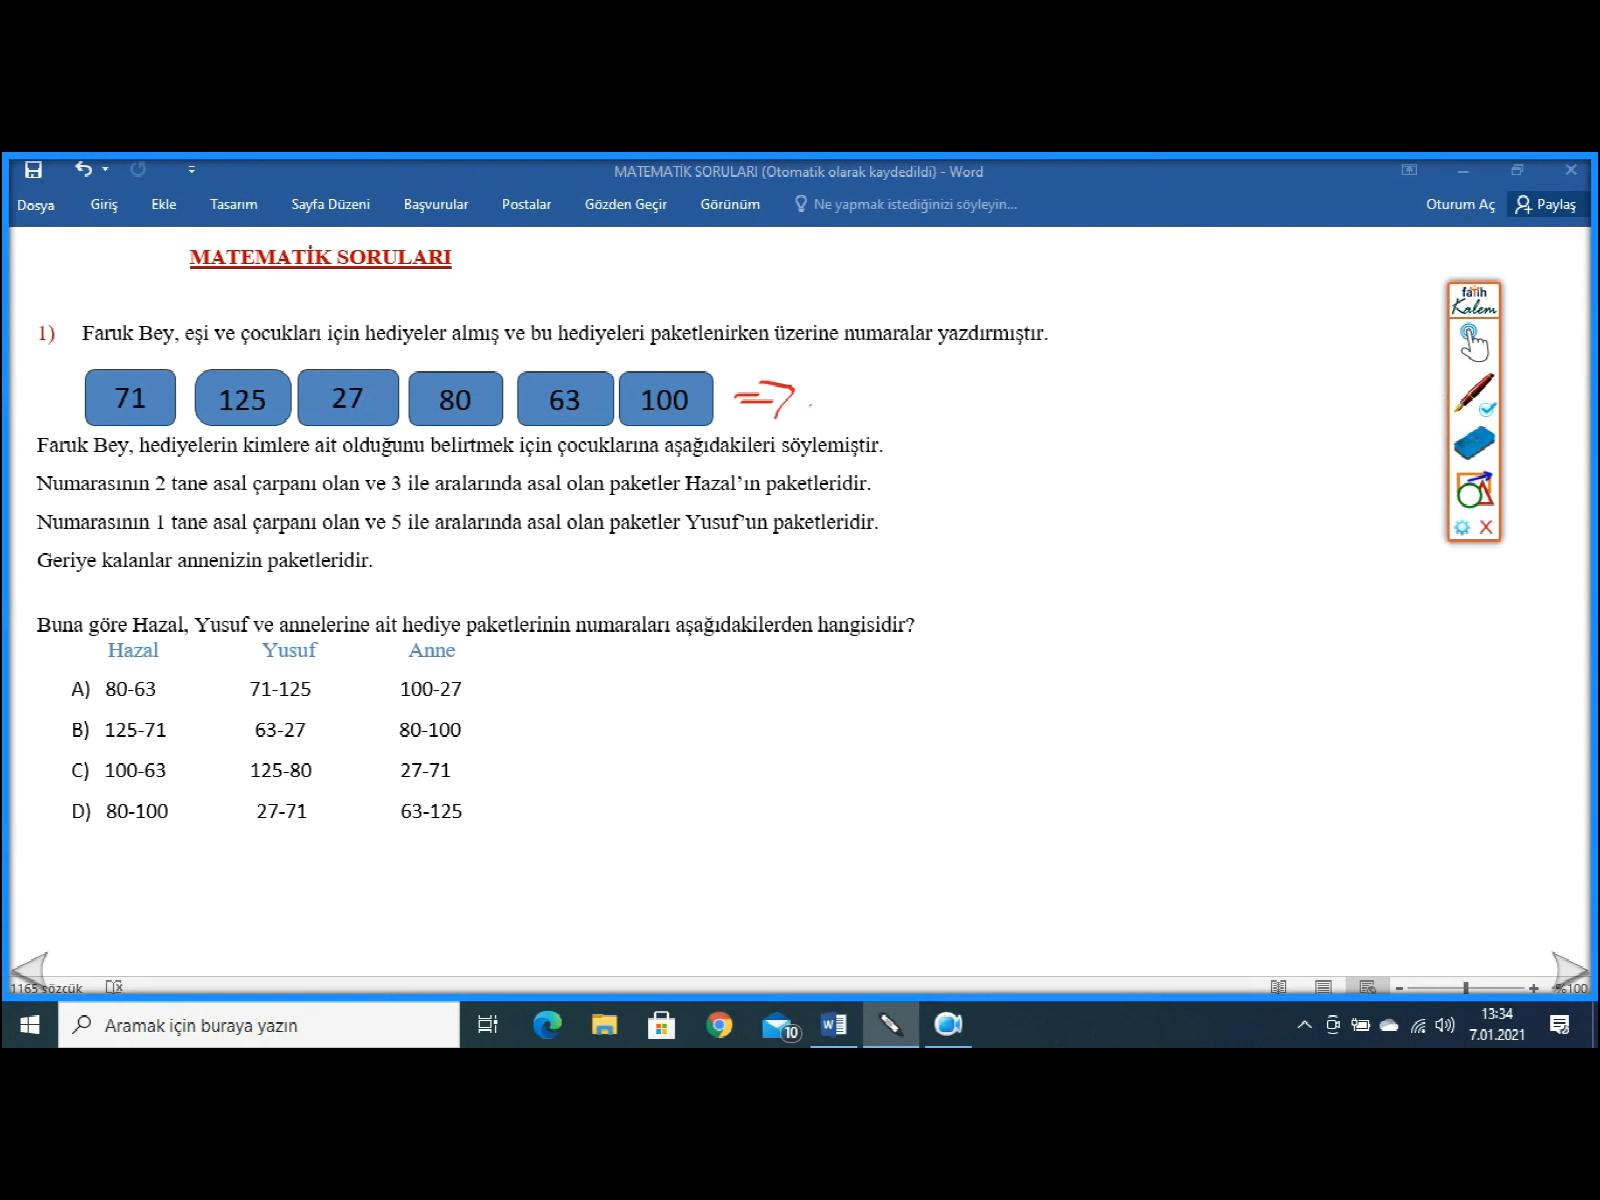 MATEMATİK SORULARI (Otomatik olarak kaydedildi) - Word
Dosya Giriş Ekle Tasarım Sayfa Düzeni Başvurular Postalar Gözden Geçir Görünüm Ne yapmak istediğinizi söyleyin... Oturum Aç Paylaş
MATEMATİK SORULARI
fatih
Kalem
1) Faruk Bey, eşi ve çocukları için hediyeler almış ve bu hediyeleri paketlenirken üzerine numaralar yazdırmıştır.
71 125 27 80 63 100
Faruk Bey, hediyelerin kimlere ait olduğunu belirtmek için çocuklarına aşağıdakileri söylemiştir.
Numarasının 2 tane asal çarpanı olan ve 3 ile aralarında asal olan paketler Hazal’ın paketleridir.
Numarasının 1 tane asal çarpanı olan ve 5 ile aralarında asal olan paketler Yusuf’un paketleridir.
Geriye kalanlar annenizin paketleridir.
Buna göre Hazal, Yusuf ve annelerine ait hediye paketlerinin numaraları aşağıdakilerden hangisidir?
Hazal Yusuf Anne
A) 80-63 71-125 100-27
B) 125-71 63-27 80-100
C) 100-63 125-80 27-71
D) 80-100 27-71 63-125
1165 sözcük %100
Aramak için buraya yazın 10 13:34
7.01.2021